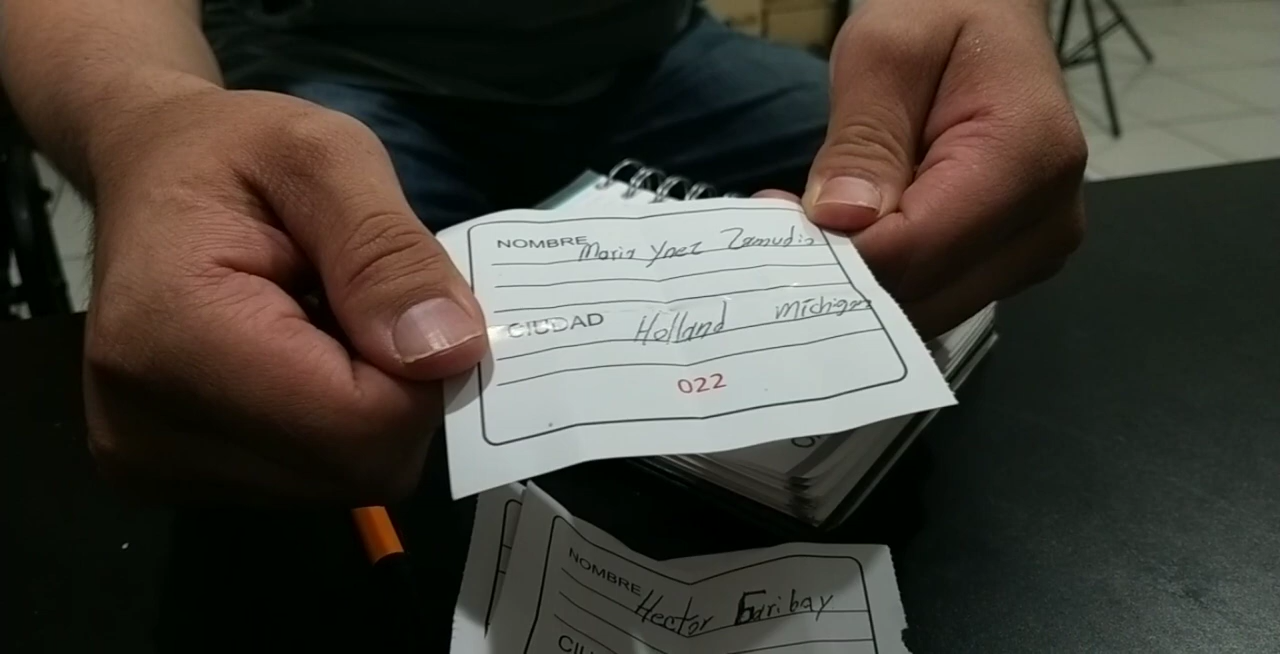 NOMBRE Maria Ynez Zamudio
CIUDAD Holland Michigan
022
NOMBRE Hector Garibay